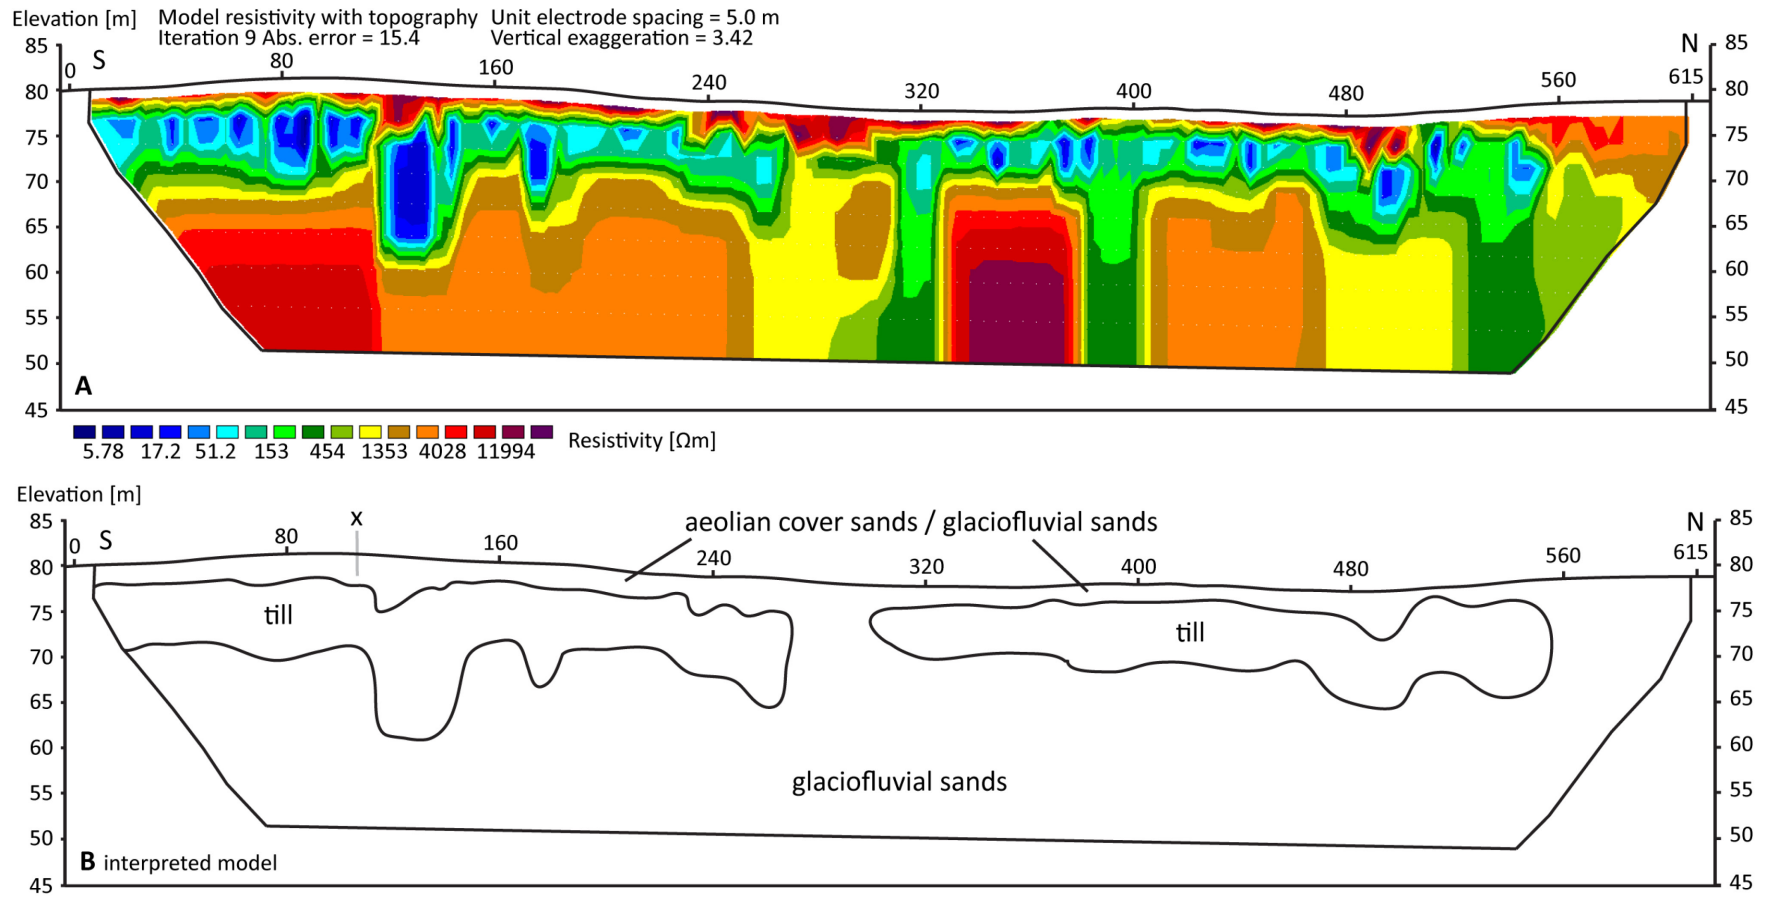 Elevation [m] Model resistivity with topography Unit electrode spacing = 5.0 m
Iteration 9 Abs. error = 15.4 Vertical exaggeration = 3.42
85 S N 85
0 80 160 240 320 400 480 560 615
80 80
75 75
70 70
65 65
60 60
55 55
50 50
A
45 45
5.78 17.2 51.2 153 454 1353 4028 11994 Resistivity [Ωm]
Elevation [m]
85 x aeolian cover sands / glaciofluvial sands 85
0 S 80 160 240 320 400 480 560 N 615
80 80
75 till till 75
70 70
65 65
60 60
55 glaciofluvial sands 55
50 50
B interpreted model
45 45